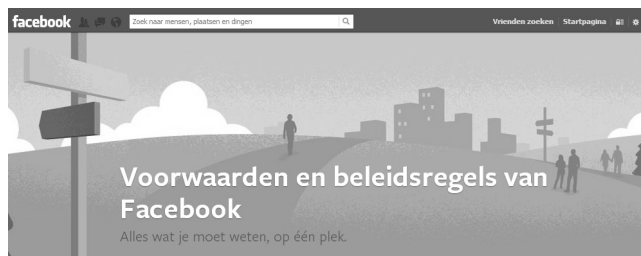 facebook Zoek naar mensen, plaatsen en dingen Vrienden zoeken Startpagina
Voorwaarden en beleidsregels van
Facebook
Alles wat je moet weten, op één plek.